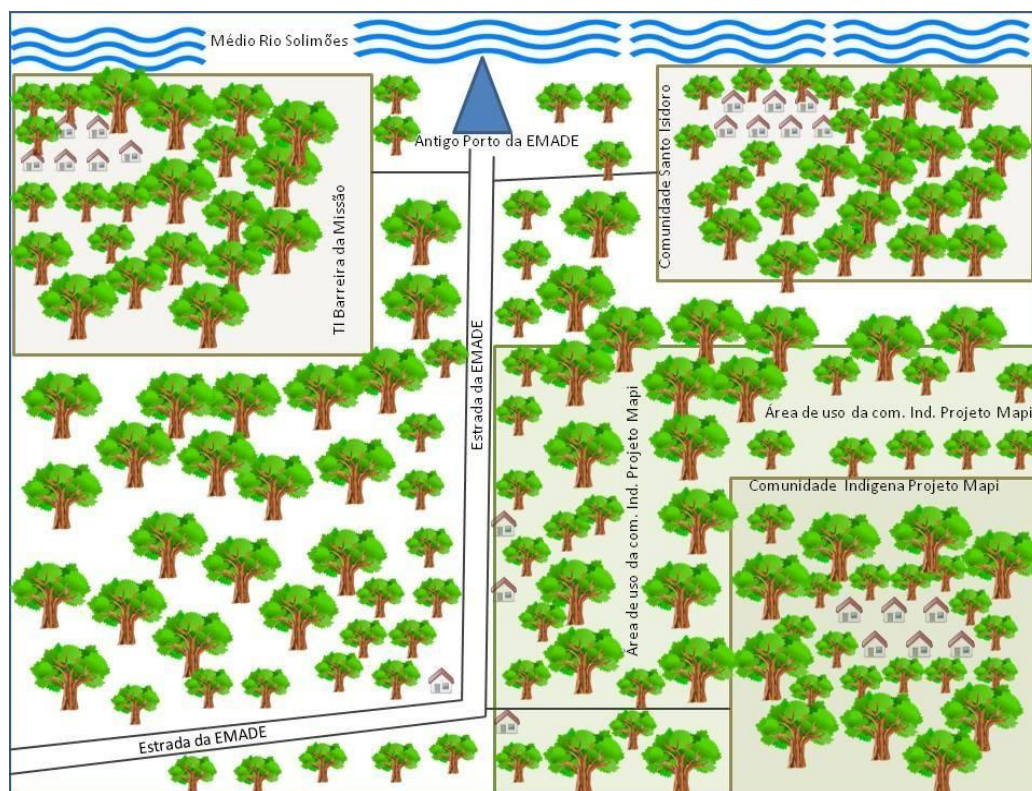 Médio Rio Solimões
Antigo Porto da EMADE
Comunidade Santo Isidoro
TI Barreira da Missão
Estrada da EMADE
Área de uso da com. Ind. Projeto Mapi
Área de uso da com. Ind. Projeto Mapi
Comunidade Indígena Projeto Mapi
Estrada da EMADE